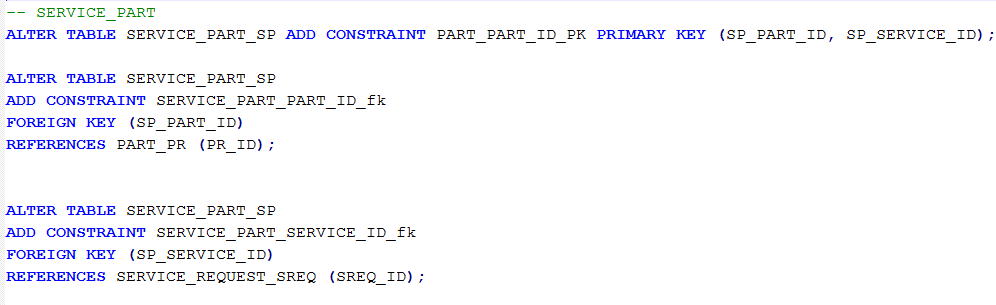 -- SERVICE_PART
ALTER TABLE SERVICE_PART_SP ADD CONSTRAINT PART_PART_ID_PK PRIMARY KEY (SP_PART_ID, SP_SERVICE_ID);
ALTER TABLE SERVICE_PART_SP
ADD CONSTRAINT SERVICE_PART_PART_ID_fk
FOREIGN KEY (SP_PART_ID)
REFERENCES PART_PR (PR_ID);
ALTER TABLE SERVICE_PART_SP
ADD CONSTRAINT SERVICE_PART_SERVICE_ID_fk
FOREIGN KEY (SP_SERVICE_ID)
REFERENCES SERVICE_REQUEST_SREQ (SREQ_ID);